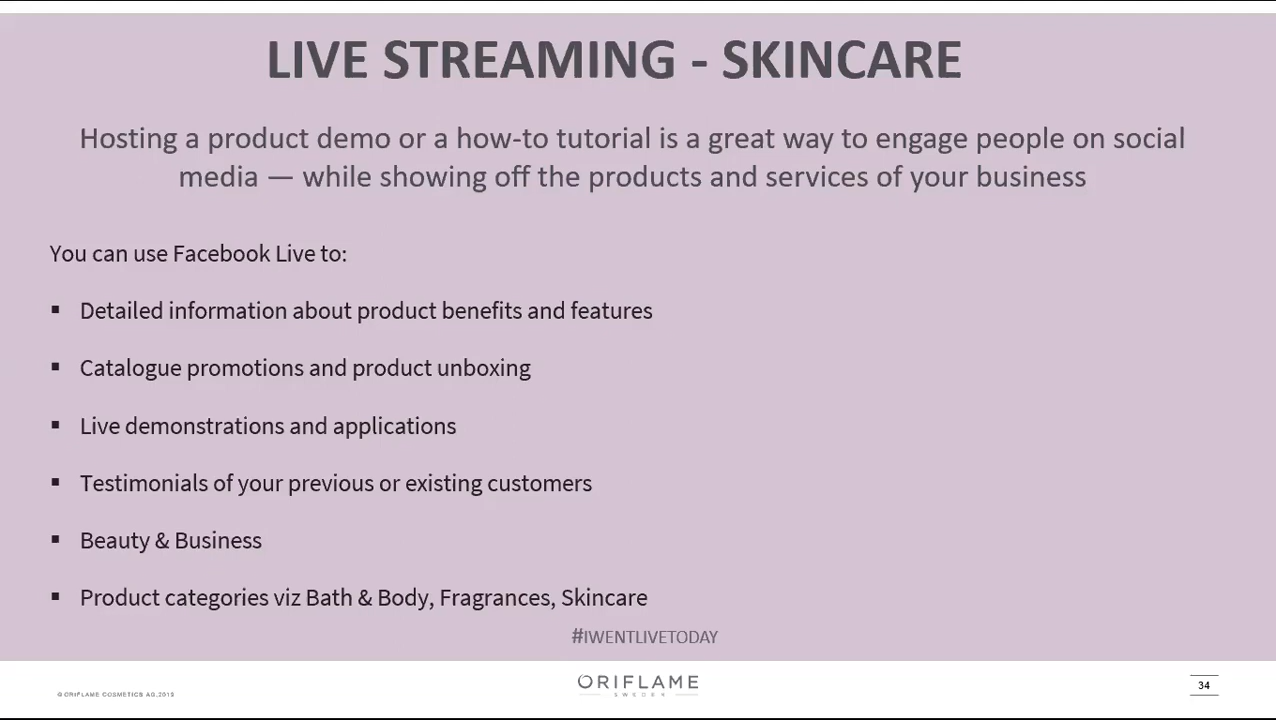 LIVE STREAMING - SKINCARE
Hosting a product demo or a how-to tutorial is a great way to engage people on social
media — while showing off the products and services of your business
You can use Facebook Live to:
▪ Detailed information about product benefits and features
▪ Catalogue promotions and product unboxing
▪ Live demonstrations and applications
▪ Testimonials of your previous or existing customers
▪ Beauty & Business
▪ Product categories viz Bath & Body, Fragrances, Skincare
#IWENTLIVETODAY
© ORIFLAME COSMETICS AG, 2013
ORIFLAME
SWEDEN
34